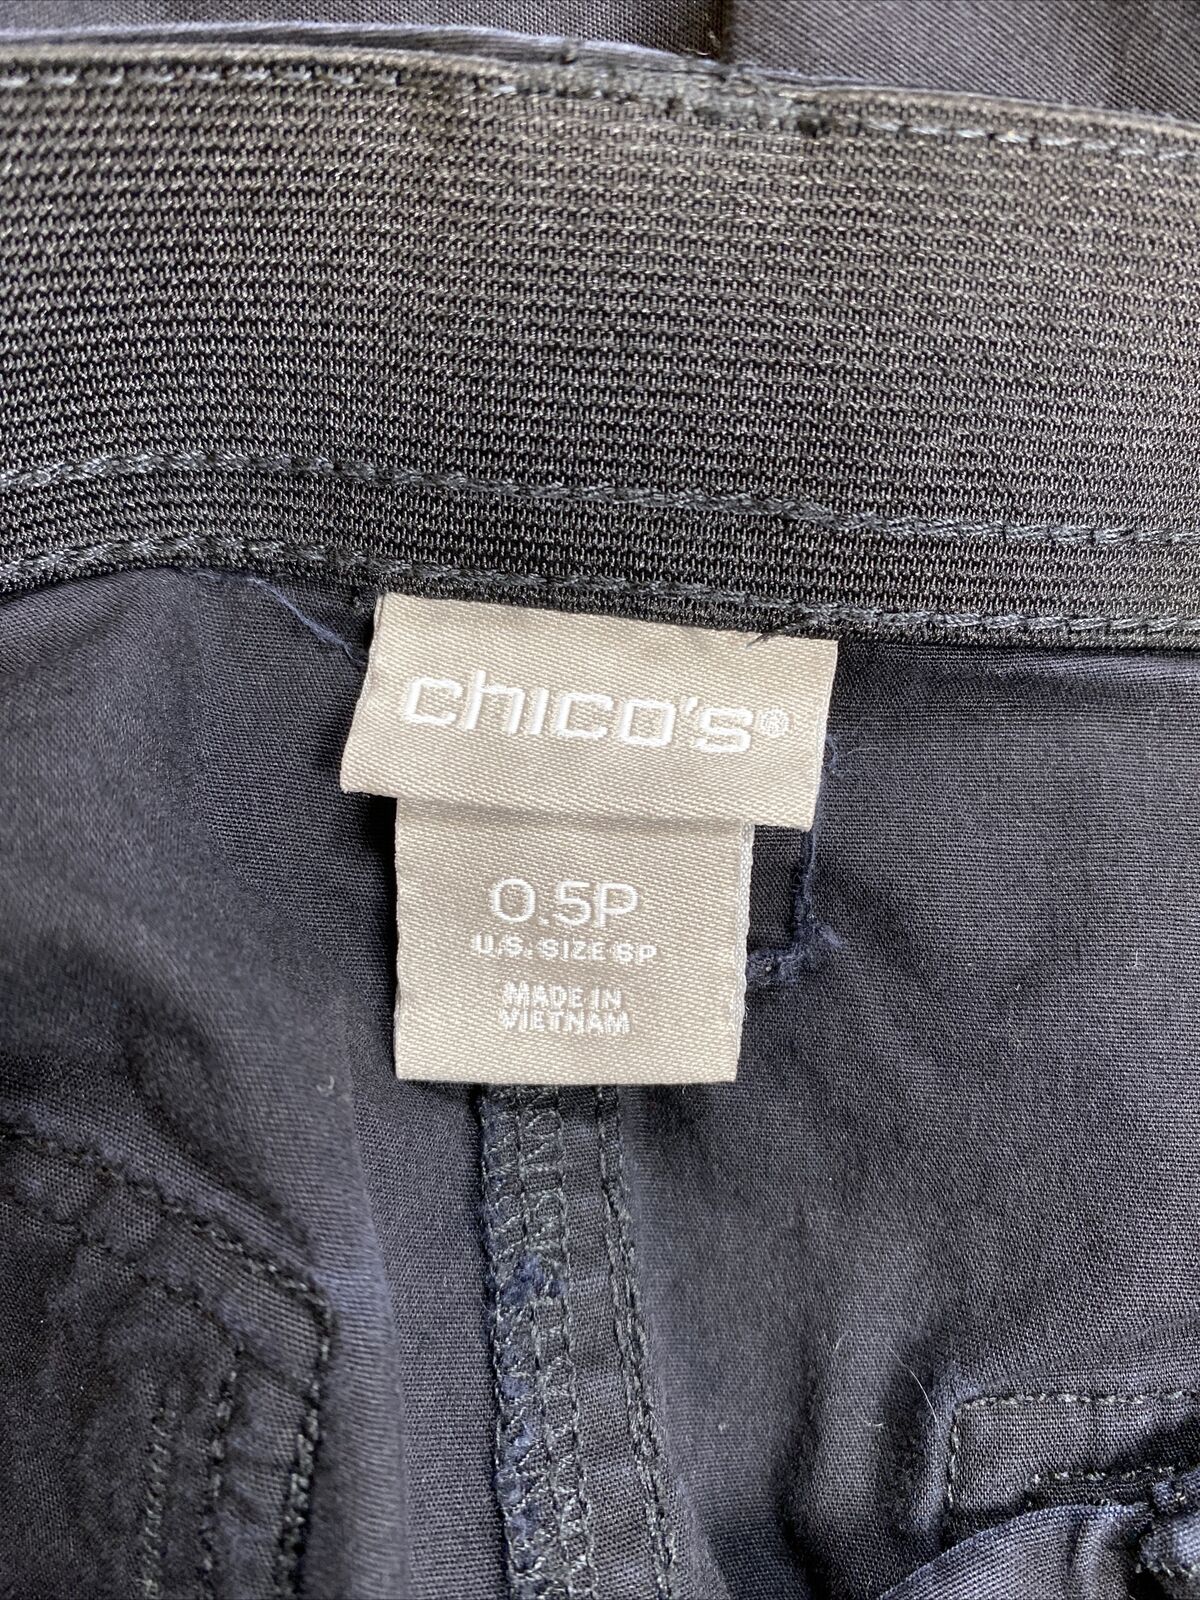 chico's®
0.5P
U.S. SIZE 6P
MADE IN
VIETNAM